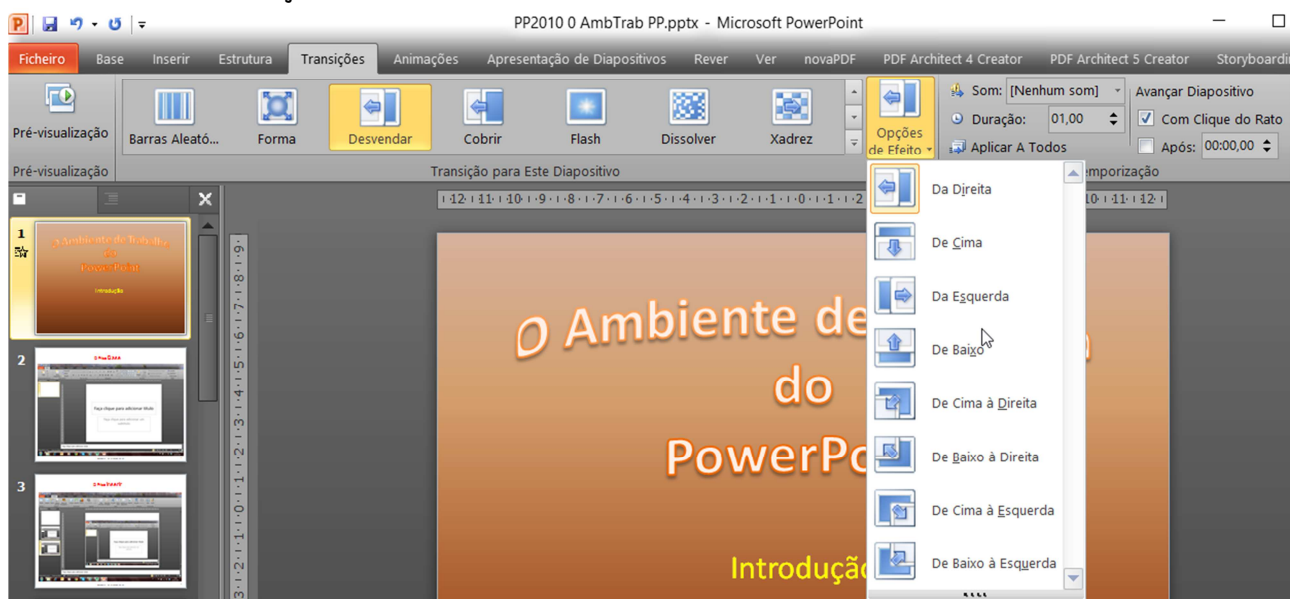 PP2010 0 AmbTrab PP.pptx - Microsoft PowerPoint
Ficheiro Base Inserir Estrutura Transições Animações Apresentação de Diapositivos Rever Ver novaPDF PDF Architect 4 Creator PDF Architect 5 Creator
Pré-visualização
Barras Aleató... Forma Desvendar Cobrir Flash Dissolver Xadrez
Opções de Efeito
Som: [Nenhum som]
Duração: 01,00
Aplicar A Todos
Avançar Diapositivo
Com Clique do Rato
Após: 00:00,00
Pré-visualização Transição para Este Diapositivo
Da Direita
De Cima
Da Esquerda
De Baixo
De Cima à Direita
De Baixo à Direita
De Cima à Esquerda
De Baixo à Esquerda
1
O Ambiente de Trabalho
do
PowerPoint
Introdução
2
3
O Ambiente de
do
Introdução